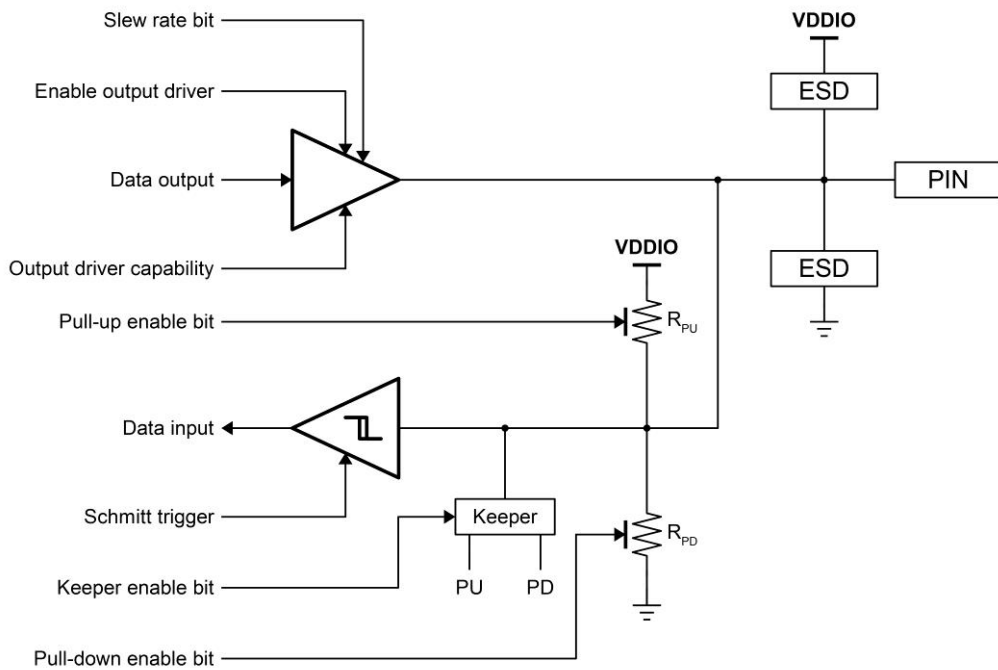 Slew rate bit
VDDIO
Enable output driver
ESD
Data output
PIN
Output driver capability
VDDIO
ESD
Pull-up enable bit
RPU
Data input
Schmitt trigger
Keeper
RPD
Keeper enable bit
PU
PD
Pull-down enable bit